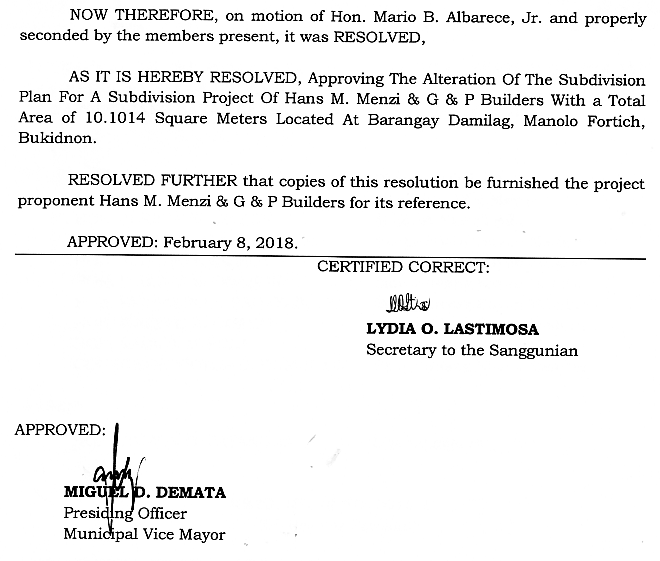 NOW THEREFORE, on motion of Hon. Mario B. Albarece, Jr. and properly
seconded by the members present, it was RESOLVED,
AS IT IS HEREBY RESOLVED, Approving The Alteration Of The Subdivision
Plan For A Subdivision Project Of Hans M. Menzi & G & P Builders With a Total
Area of 10.1014 Square Meters Located At Barangay Damilag, Manolo Fortich,
Bukidnon.
RESOLVED FURTHER that copies of this resolution be furnished the project
proponent Hans M. Menzi & G & P Builders for its reference.
APPROVED: February 8, 2018.
CERTIFIED CORRECT:
LYDIA O. LASTIMOSA
Secretary to the Sanggunian
APPROVED:
MIGUEL D. DEMATA
Presiding Officer
Municipal Vice Mayor